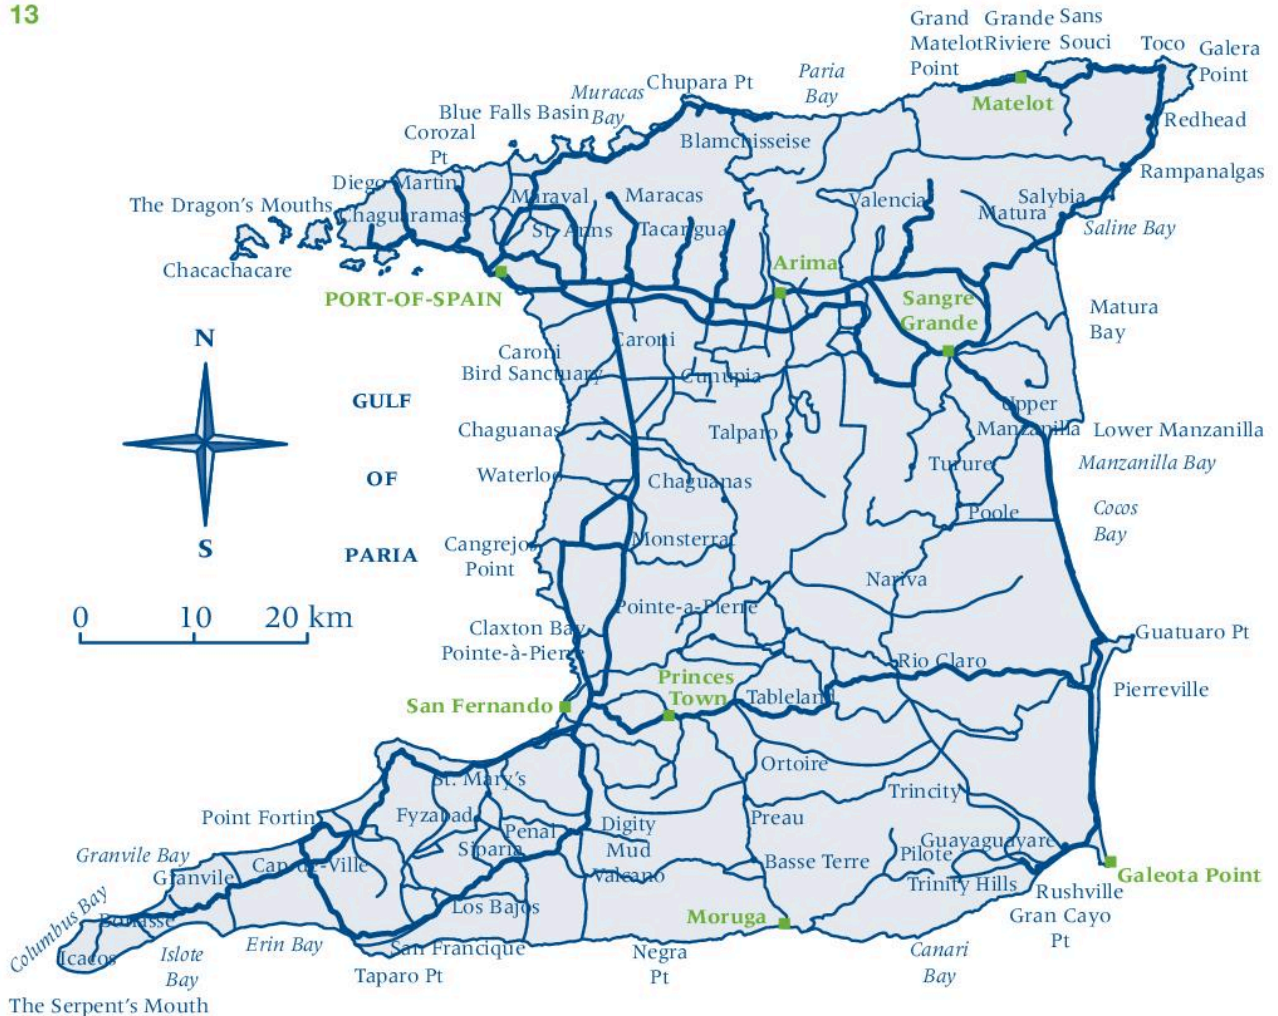 13
Grand
Matelot
Point
Grande
Riviere
Sans
Souci
Toco
Galera
Point
Paria
Bay
Chupara Pt
Muracas
Bay
Matelot
Blue Falls Basin
Redhead
Corozal
Pt
Blamchisseise
Rampanalgas
Diego Martin
Maraval
Maracas
Valencia
Salybia
Matura
The Dragon's Mouths
Chaguaramas
St. Anns
Tacarigua
Saline Bay
Chacachacare
Arima
PORT-OF-SPAIN
Sangre
Grande
Matura
Bay
N
Caroni
Caroni
Bird Sanctuary
Cunupia
GULF
Upper
Manzanilla
Lower Manzanilla
Chaguanas
Talparo
Manzanilla Bay
Turure
OF
Waterloo
Chaguanas
Poole
Cocos
Bay
S
PARIA
Cangrejos
Point
Monsterrat
Nariva
0 10 20 km
Pointe-a-Pierre
Claxton Bay
Pointe-à-Pierre
Guatuaro Pt
Rio Claro
Princes
Town
Tableland
Pierreville
San Fernando
Ortoire
St. Mary's
Trincity
Point Fortin
Fyzabad
Penal
Digity
Mud
Valcano
Preau
Siparia
Guayaguayare
Pilote
Granvile Bay
Cap-de-Ville
Basse Terre
Galeota Point
Granville
Trinity Hills
Rushville
Columbus Bay
Bonasse
Los Bajos
Moruga
Gran Cayo
Pt
Icacos
Islote
Bay
Erin Bay
San Francique
Taparo Pt
Negra
Pt
Canari
Bay
The Serpent's Mouth